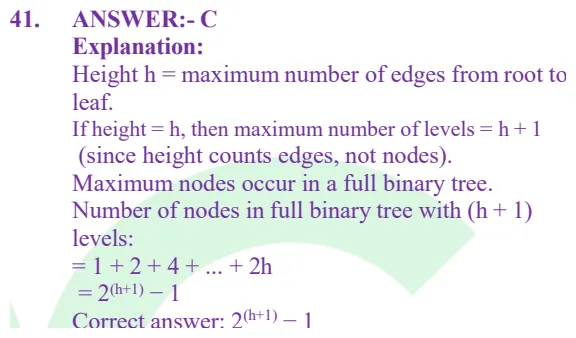 41. ANSWER:- C
Explanation:
Height h = maximum number of edges from root to
leaf.
If height = h, then maximum number of levels = h + 1
(since height counts edges, not nodes).
Maximum nodes occur in a full binary tree.
Number of nodes in full binary tree with (h + 1)
levels:
= 1 + 2 + 4 + ... + 2h
= 2⁽ʰ⁺¹⁾ − 1
Correct answer: 2⁽ʰ⁺¹⁾ − 1